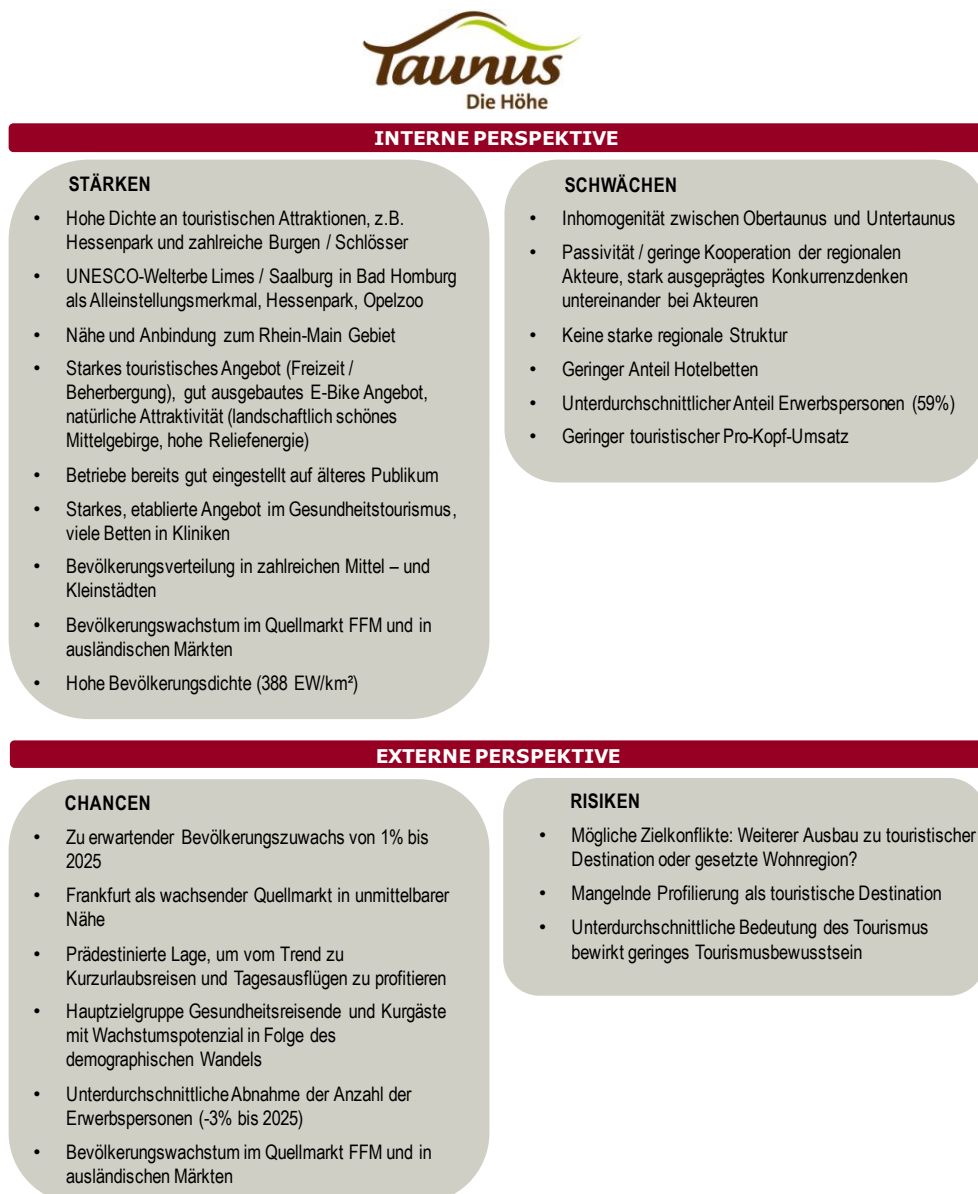 Taunus
Die Höhe
INTERNE PERSPEKTIVE
STÄRKEN
• Hohe Dichte an touristischen Attraktionen, z.B.
Hessenpark und zahlreiche Burgen / Schlösser
• UNESCO-Welterbe Limes / Saalburg in Bad Homburg
als Alleinstellungsmerkmal, Hessenpark, Opelzoo
• Nähe und Anbindung zum Rhein-Main Gebiet
• Starkes touristisches Angebot (Freizeit /
Beherbergung), gut ausgebautes E-Bike Angebot,
natürliche Attraktivität (landschaftlich schönes
Mittelgebirge, hohe Reliefenergie)
• Betriebe bereits gut eingestellt auf älteres Publikum
• Starkes, etablierte Angebot im Gesundheitstourismus,
viele Betten in Kliniken
• Bevölkerungsverteilung in zahlreichen Mittel – und
Kleinstädten
• Bevölkerungswachstum im Quellmarkt FFM und in
ausländischen Märkten
• Hohe Bevölkerungsdichte (388 EW/km²)
SCHWÄCHEN
• Inhomogenität zwischen Obertaunus und Untertaunus
• Passivität / geringe Kooperation der regionalen
Akteure, stark ausgeprägtes Konkurrenzdenken
untereinander bei Akteuren
• Keine starke regionale Struktur
• Geringer Anteil Hotelbetten
• Unterdurchschnittlicher Anteil Erwerbspersonen (59%)
• Geringer touristischer Pro-Kopf-Umsatz
EXTERNE PERSPEKTIVE
CHANCEN
• Zu erwartender Bevölkerungszuwachs von 1% bis
2025
• Frankfurt als wachsender Quellmarkt in unmittelbarer
Nähe
• Prädestinierte Lage, um vom Trend zu
Kurzurlaubsreisen und Tagesausflügen zu profitieren
• Hauptzielgruppe Gesundheitsreisende und Kurgäste
mit Wachstumspotenzial in Folge des
demographischen Wandels
• Unterdurchschnittliche Abnahme der Anzahl der
Erwerbspersonen (-3% bis 2025)
• Bevölkerungswachstum im Quellmarkt FFM und in
ausländischen Märkten
RISIKEN
• Mögliche Zielkonflikte: Weiterer Ausbau zu touristischer
Destination oder gesetzte Wohnregion?
• Mangelnde Profilierung als touristische Destination
• Unterdurchschnittliche Bedeutung des Tourismus
bewirkt geringes Tourismusbewusstsein